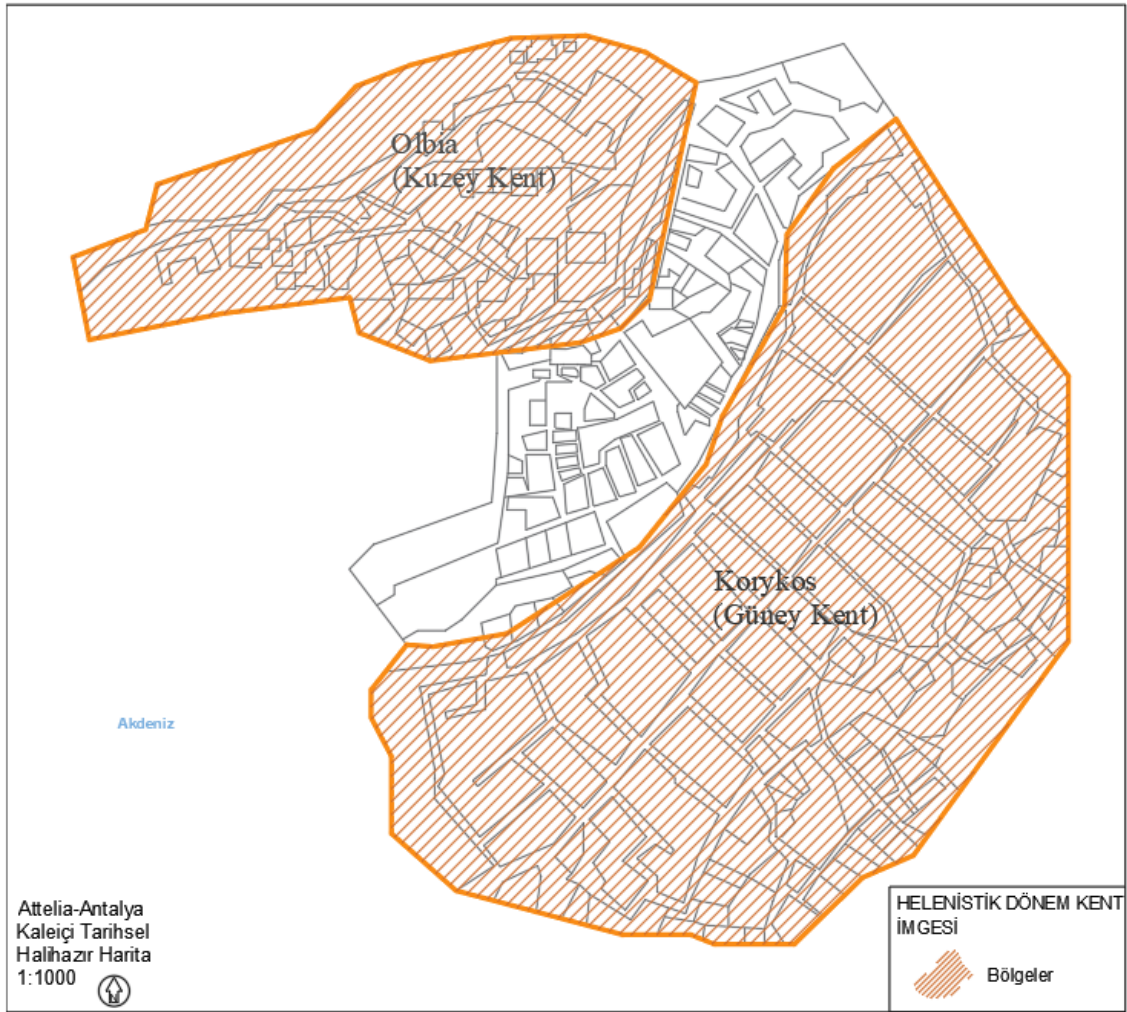 Olbia
(Kuzey Kent)
Korykos
(Güney Kent)
Akdeniz
Attelia-Antalya
Kaleiçi Tarihsel
Halihazır Harita
1:1000
HELENİSTİK DÖNEM KENT
İMGESİ
Bölgeler